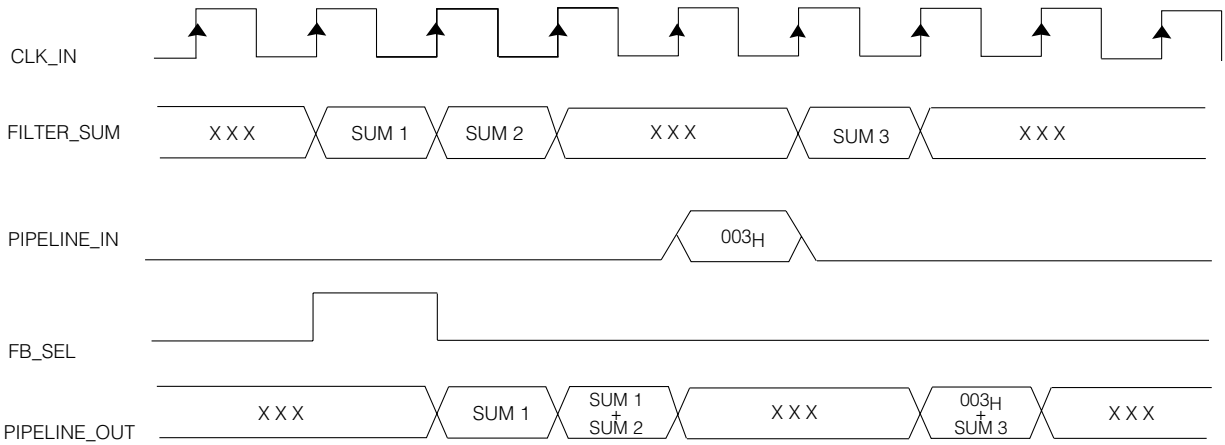 CLK_IN
FILTER_SUM X X X SUM 1 SUM 2 X X X SUM 3 X X X
PIPELINE_IN 003H
FB_SEL
PIPELINE_OUT X X X SUM 1 SUM 1 + SUM 2 X X X 003H + SUM 3 X X X